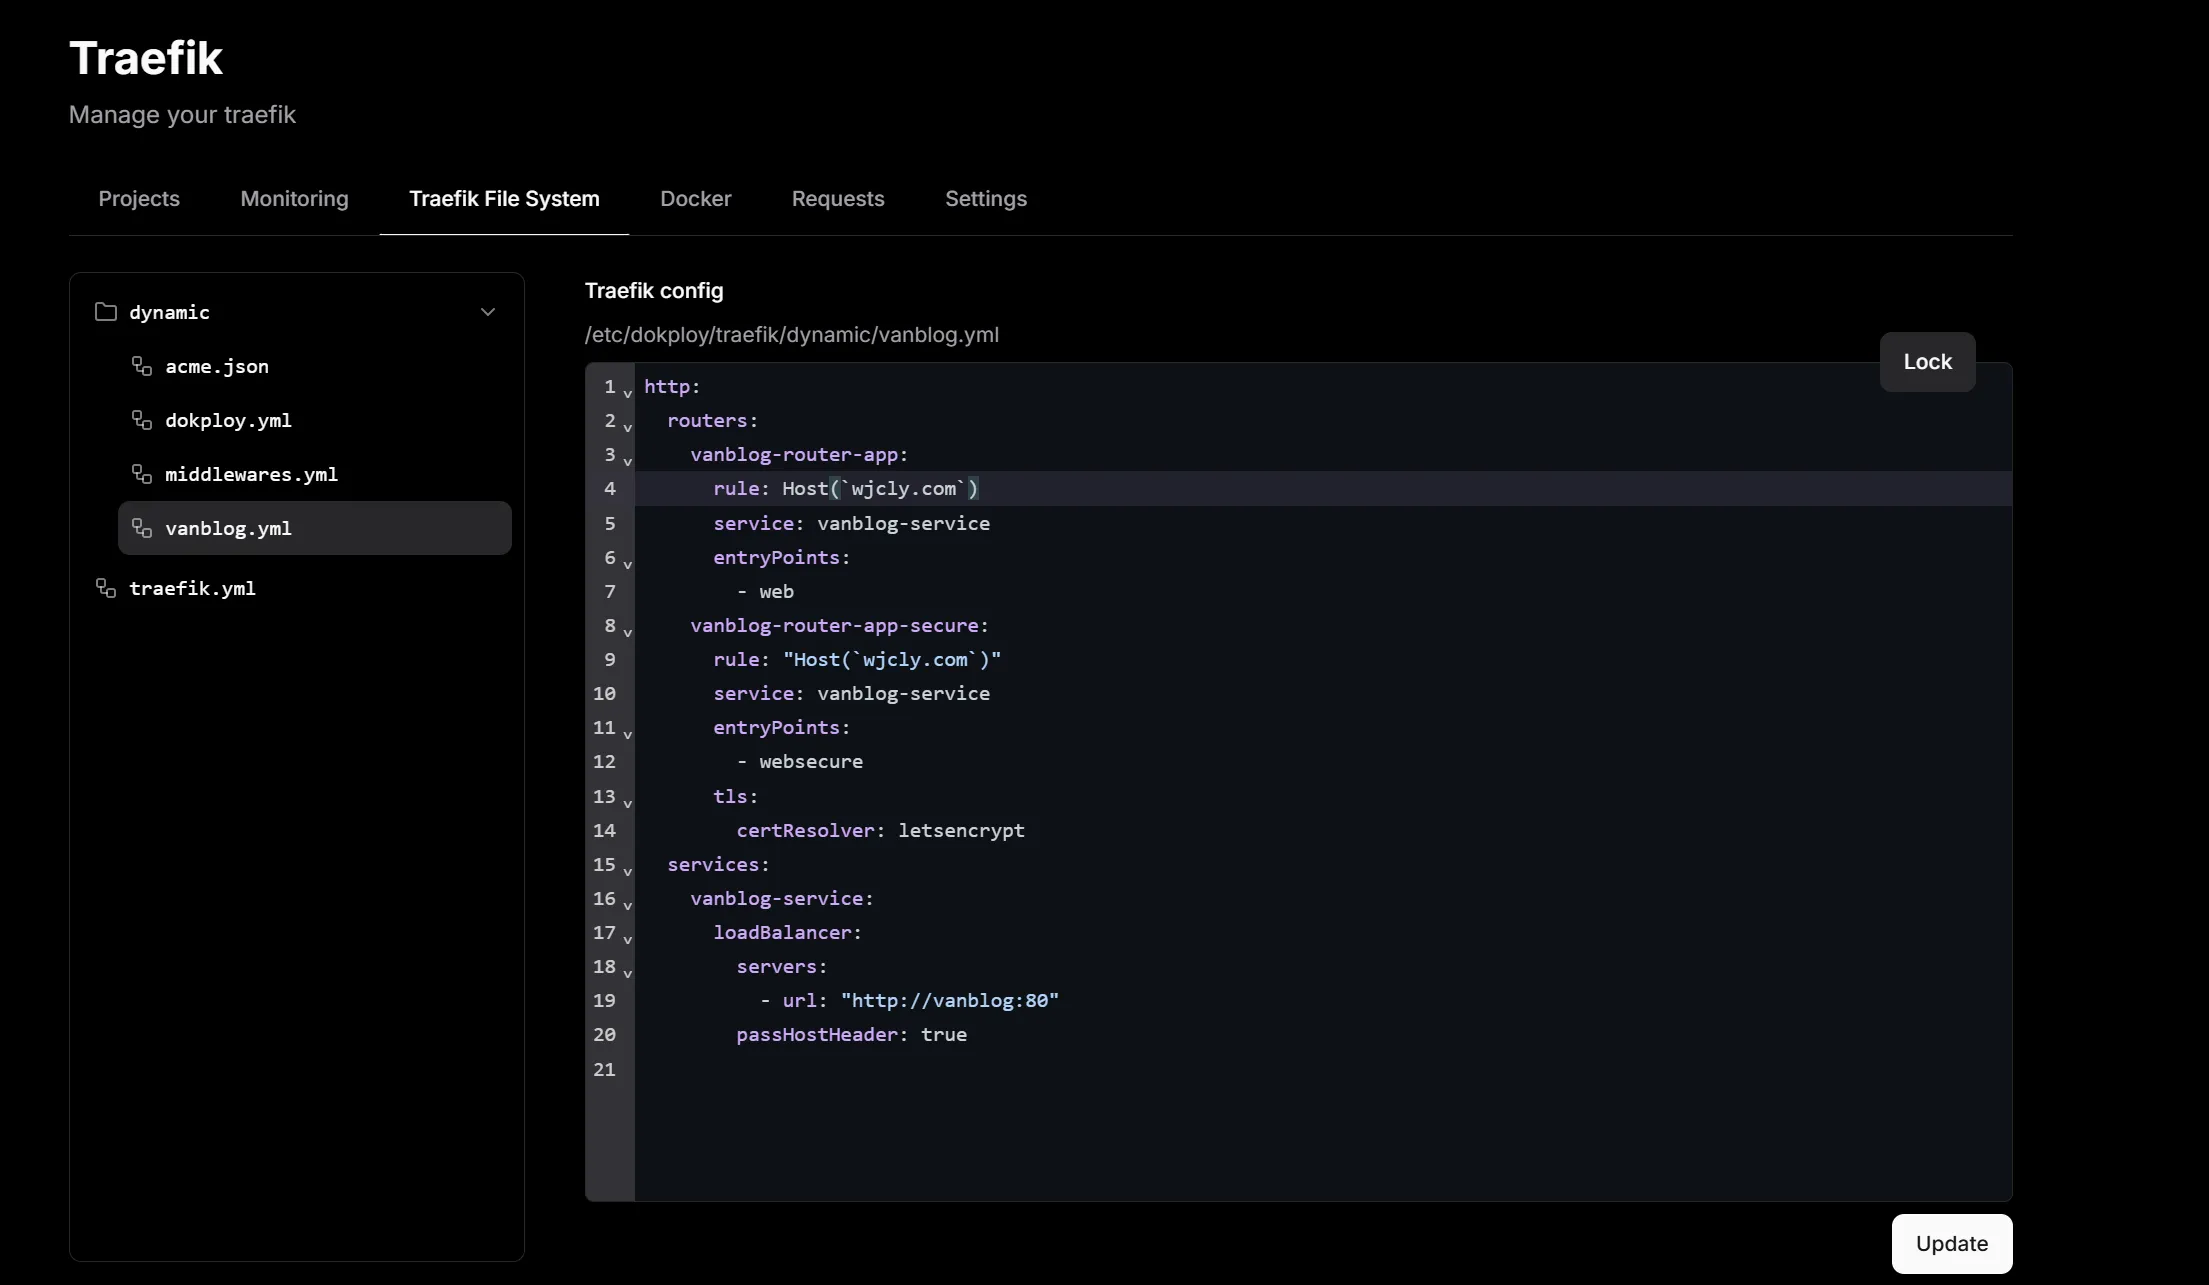 Traefik
Manage your traefik
Projects Monitoring Traefik File System Docker Requests Settings
dynamic
acme.json
dokploy.yml
middlewares.yml
vanblog.yml
traefik.yml
Traefik config
/etc/dokploy/traefik/dynamic/vanblog.yml
Lock
1 http:
2   routers:
3     vanblog-router-app:
4       rule: Host(`wjcly.com`)
5       service: vanblog-service
6       entryPoints:
7         - web
8     vanblog-router-app-secure:
9       rule: "Host(`wjcly.com`)"
10       service: vanblog-service
11       entryPoints:
12         - websecure
13       tls:
14         certResolver: letsencrypt
15   services:
16     vanblog-service:
17       loadBalancer:
18         servers:
19           - url: "http://vanblog:80"
20         passHostHeader: true
21
Update